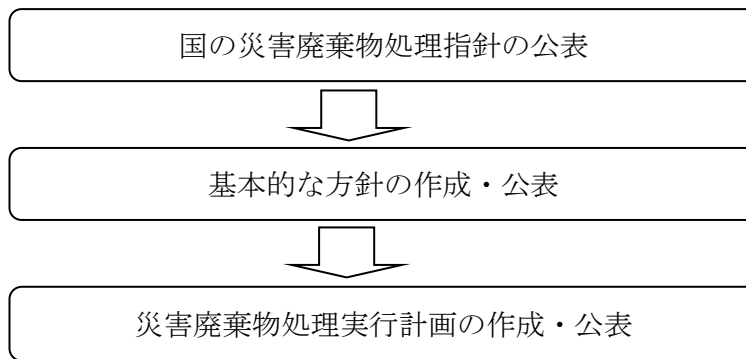 国の災害廃棄物処理指針の公表
基本的な方針の作成・公表
災害廃棄物処理実行計画の作成・公表